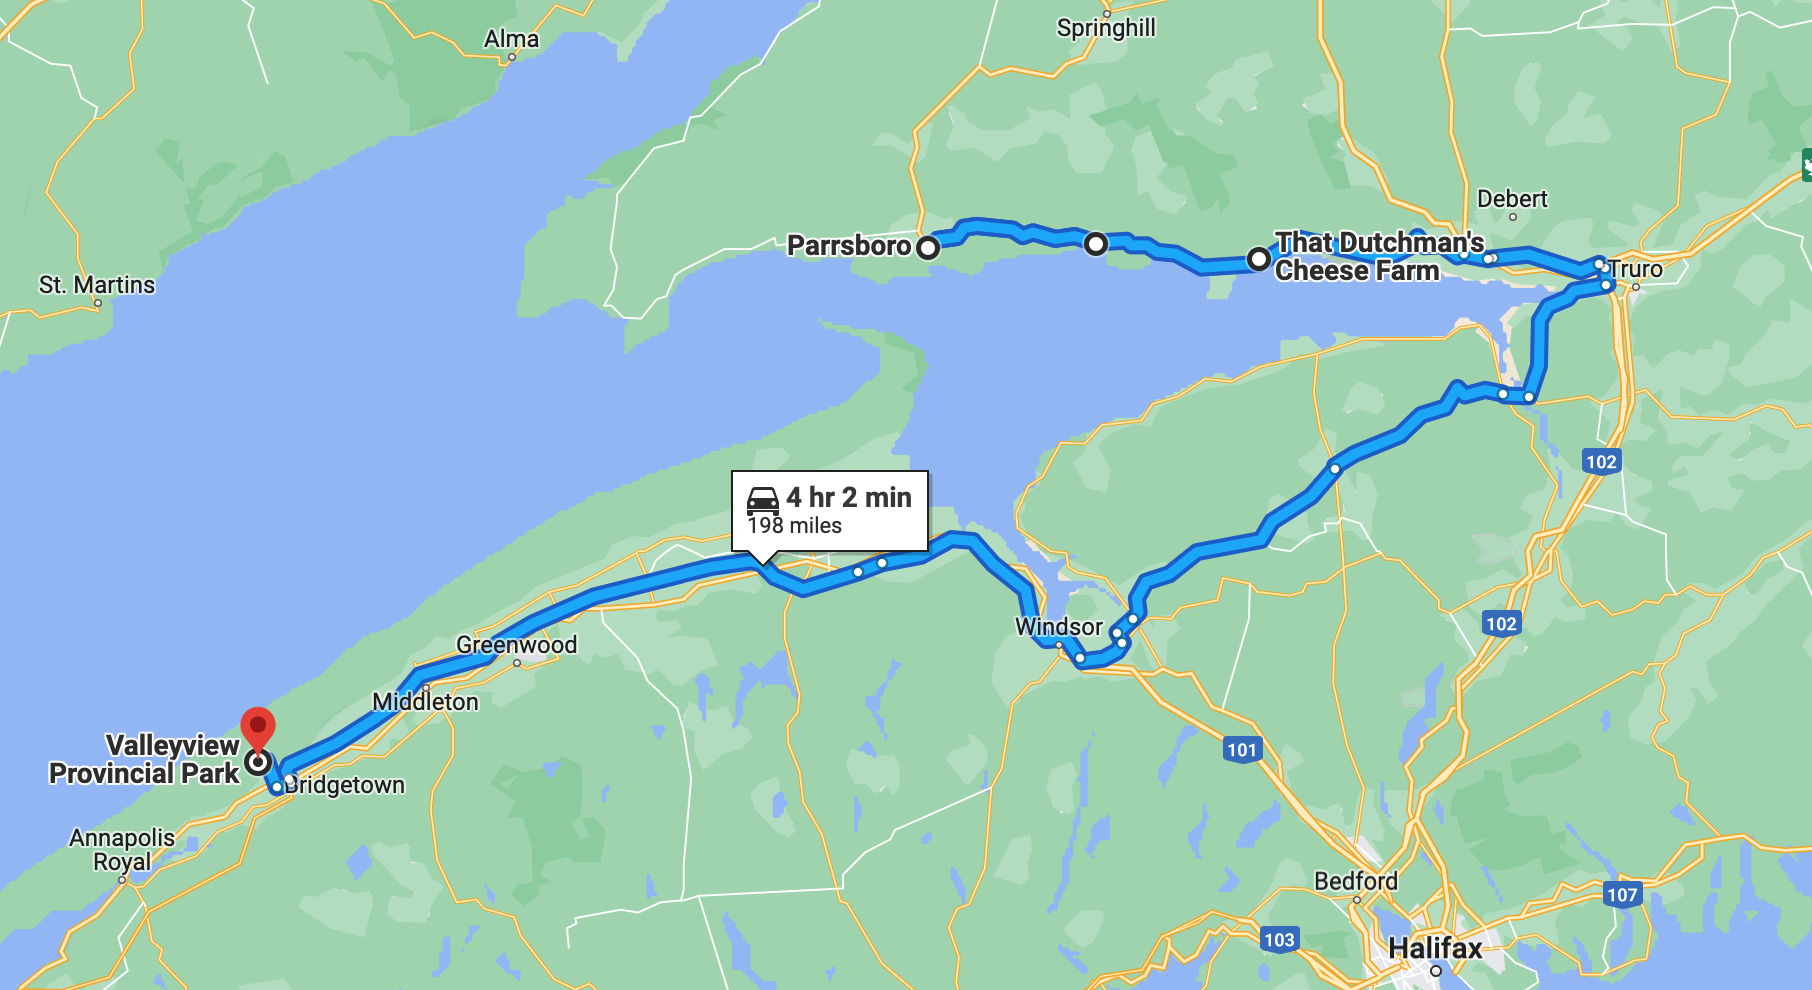 Springhill
Alma
Debert
Parrsboro
That Dutchman's
Cheese Farm
Truro
St. Martins
102
4 hr 2 min
198 miles
102
Windsor
Greenwood
Middleton
Valleyview
Provincial Park
101
Bridgetown
Annapolis
Royal
Bedford
107
103
Halifax